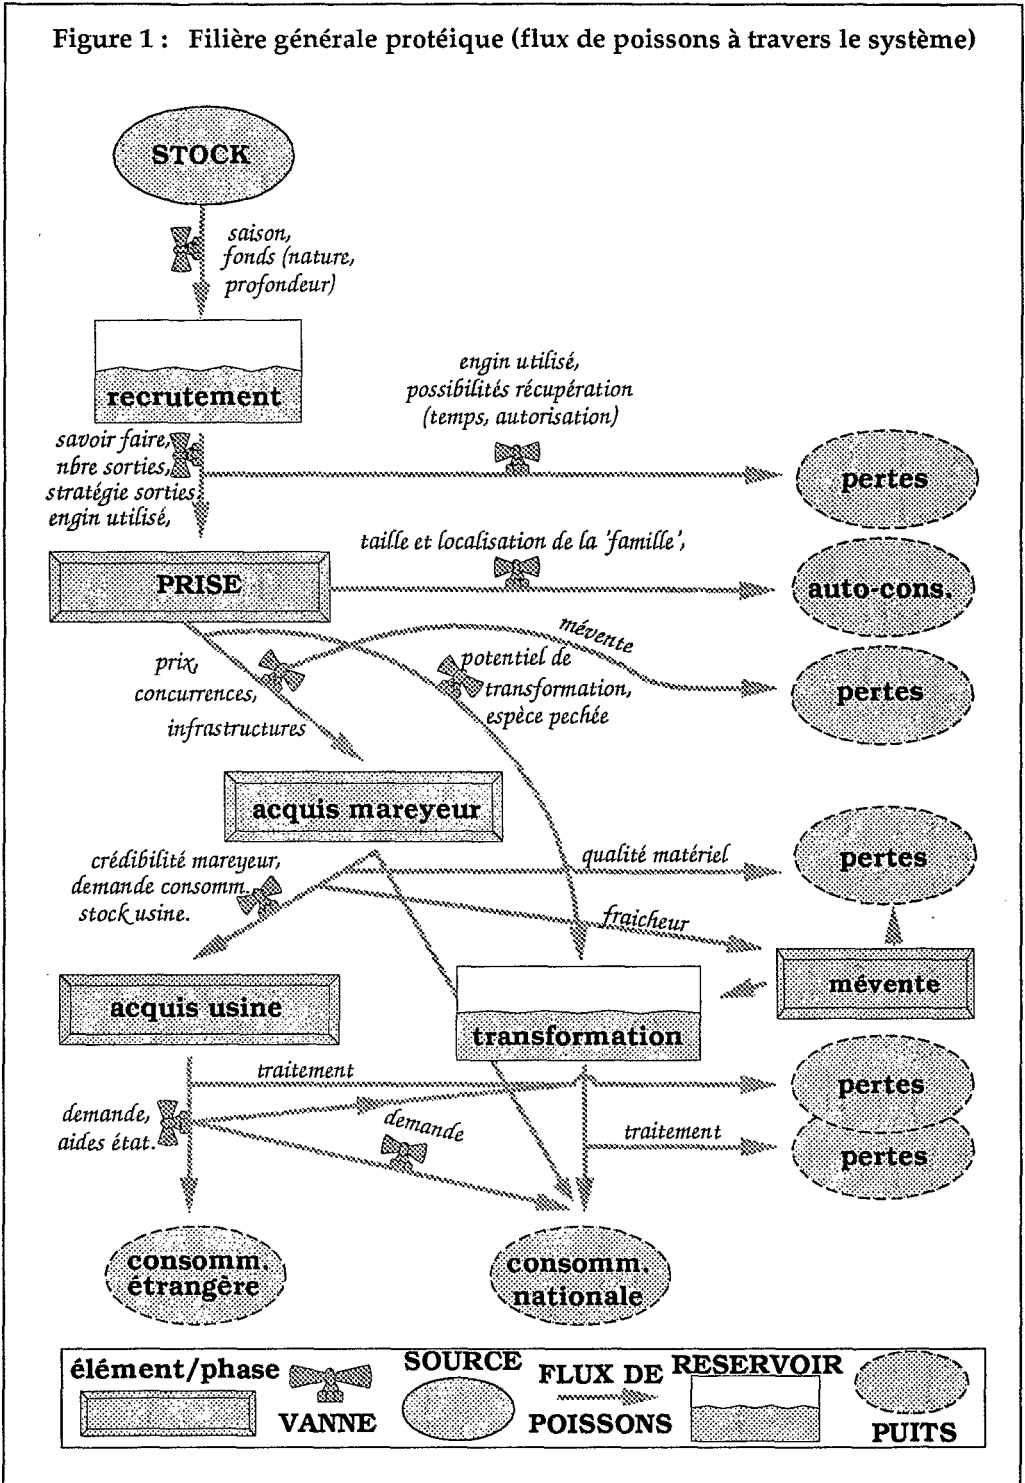 Figure 1 : Filière générale protéique (flux de poissons à travers le système)
STOCK
saison,
fonds (nature,
profondeur)
recrutement
engin utilisé,
possibilités récupération
(temps, autorisation)
savoir faire,
nbre sorties,
stratégie sorties,
engin utilisé,
pertes
taille et localisation de la 'famille',
PRISE
auto-cons.
mévente
prix,
concurrences,
infrastructures
potentiel de
transformation,
espèce pechée
pertes
acquis mareyeur
crédibilité mareyeur,
demande consomm.
stock usine.
qualité matériel
pertes
fraicheur
mévente
acquis usine
transformation
traitement
pertes
demande,
aides état.
demande
traitement
pertes
consomm.
étrangère
consomm.
nationale
élément/phase
VANNE
SOURCE
FLUX DE
POISSONS
RESERVOIR
PUITS